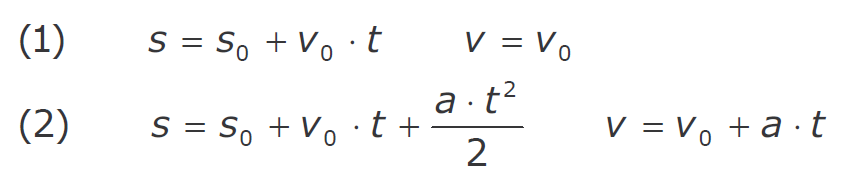 (1) s = s₀ + v₀ · t v = v₀
(2) s = s₀ + v₀ · t + a · t² / 2 v = v₀ + a · t